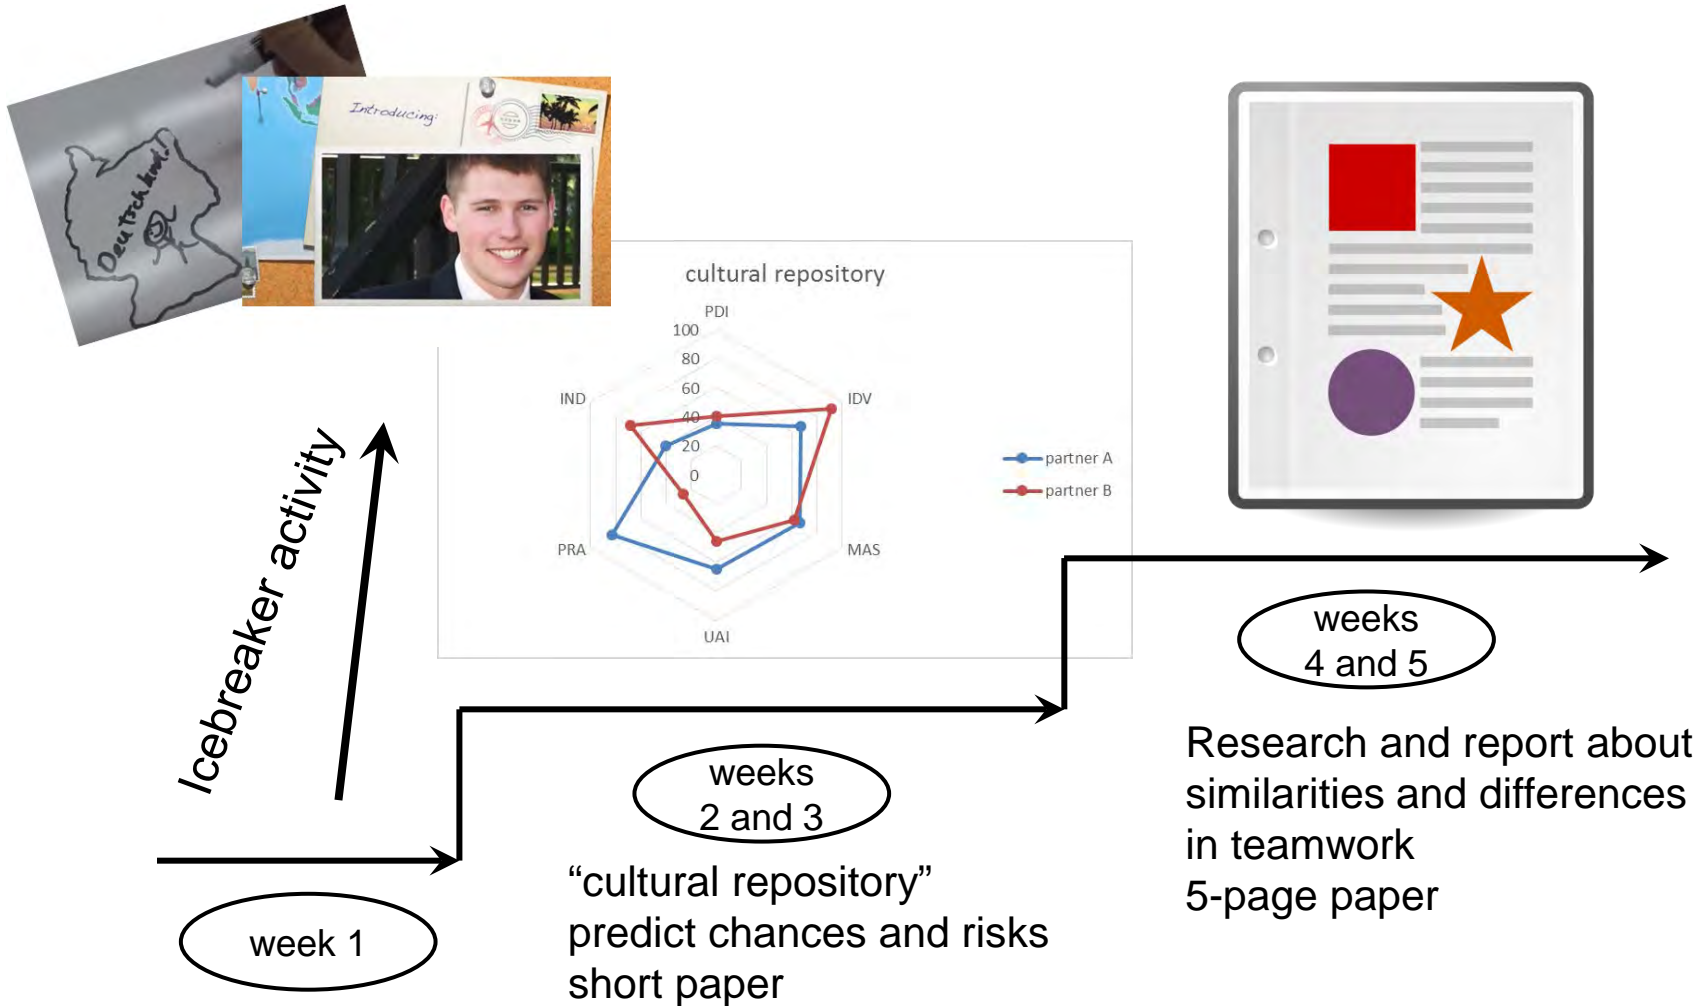 Deutschland!
Introducing:
cultural repository
PDI
100
80
60
40
20
0
IND
IDV
PRA
MAS
UAI
partner A
partner B
Icebreaker activity
week 1
weeks
2 and 3
“cultural repository”
predict chances and risks
short paper
weeks
4 and 5
Research and report about
similarities and differences
in teamwork
5-page paper